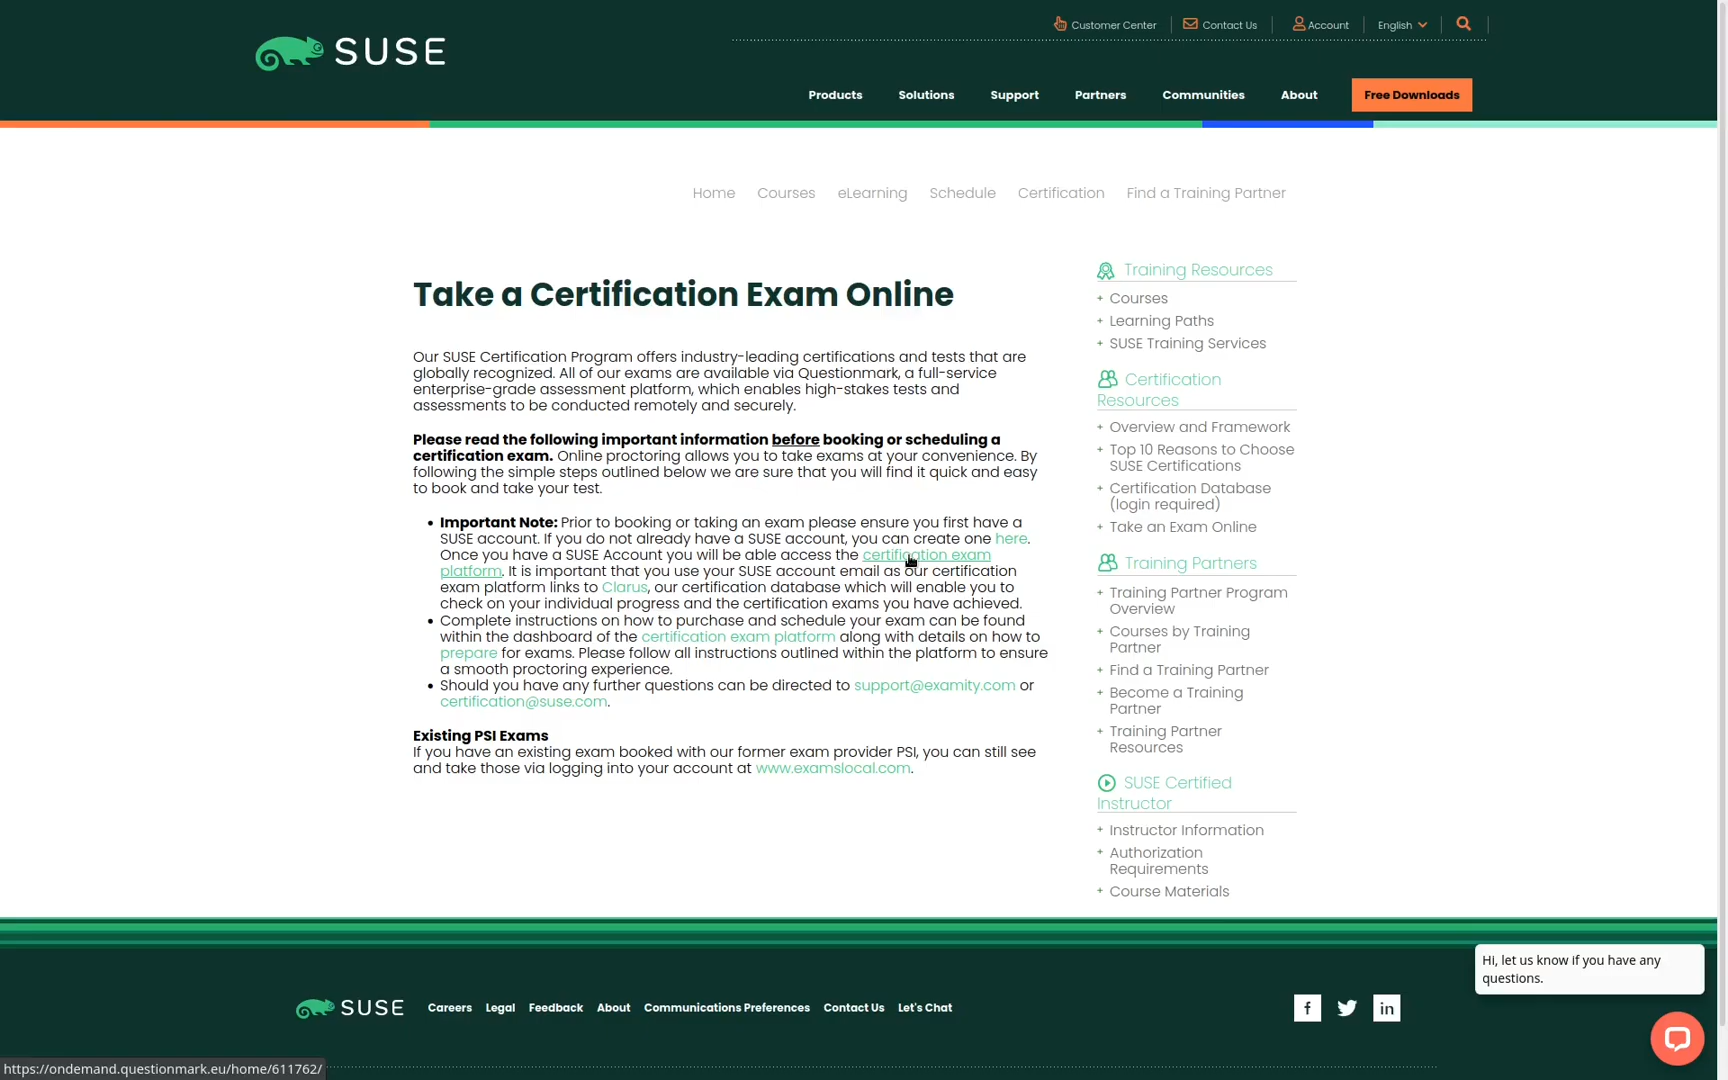 Customer Center
Contact Us
Account
English
SUSE
Products
Solutions
Support
Partners
Communities
About
Free Downloads
Home
Courses
eLearning
Schedule
Certification
Find a Training Partner
Take a Certification Exam Online
Our SUSE Certification Program offers industry-leading certifications and tests that are
globally recognized. All of our exams are available via Questionmark, a full-service
enterprise-grade assessment platform, which enables high-stakes tests and
assessments to be conducted remotely and securely.
Please read the following important information before booking or scheduling a
certification exam. Online proctoring allows you to take exams at your convenience. By
following the simple steps outlined below we are sure that you will find it quick and easy
to book and take your test.
Important Note: Prior to booking or taking an exam please ensure you first have a
SUSE account. If you do not already have a SUSE account, you can create one here.
Once you have a SUSE Account you will be able access the certification exam
platform. It is important that you use your SUSE account email as our certification
exam platform links to Clarus, our certification database which will enable you to
check on your individual progress and the certification exams you have achieved.
Complete instructions on how to purchase and schedule your exam can be found
within the dashboard of the certification exam platform along with details on how to
prepare for exams. Please follow all instructions outlined within the platform to ensure
a smooth proctoring experience.
Should you have any further questions can be directed to support@examity.com or
certification@suse.com.
Existing PSI Exams
If you have an existing exam booked with our former exam provider PSI, you can still see
and take those via logging into your account at www.examslocal.com.
Training Resources
+ Courses
+ Learning Paths
+ SUSE Training Services
Certification
Resources
+ Overview and Framework
+ Top 10 Reasons to Choose
SUSE Certifications
+ Certification Database
(login required)
+ Take an Exam Online
Training Partners
+ Training Partner Program
Overview
+ Courses by Training
Partner
+ Find a Training Partner
+ Become a Training
Partner
+ Training Partner
Resources
SUSE Certified
Instructor
+ Instructor Information
+ Authorization
Requirements
+ Course Materials
Hi, let us know if you have any
questions.
SUSE
Careers
Legal
Feedback
About
Communications Preferences
Contact Us
Let's Chat
f
in
https://ondemand.questionmark.eu/home/611762/